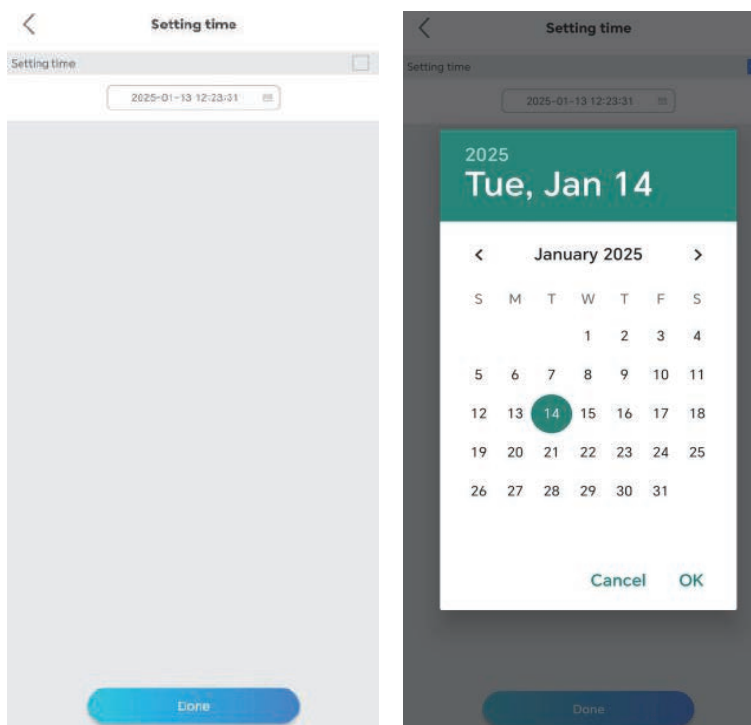 Setting time
Setting time
2025-01-13 12:23:31
Done
Setting time
Setting time
2025-01-13 12:23:31
2025
Tue, Jan 14
January 2025
S M T W T F S
1 2 3 4
5 6 7 8 9 10 11
12 13 14 15 16 17 18
19 20 21 22 23 24 25
26 27 28 29 30 31
Cancel OK
Done